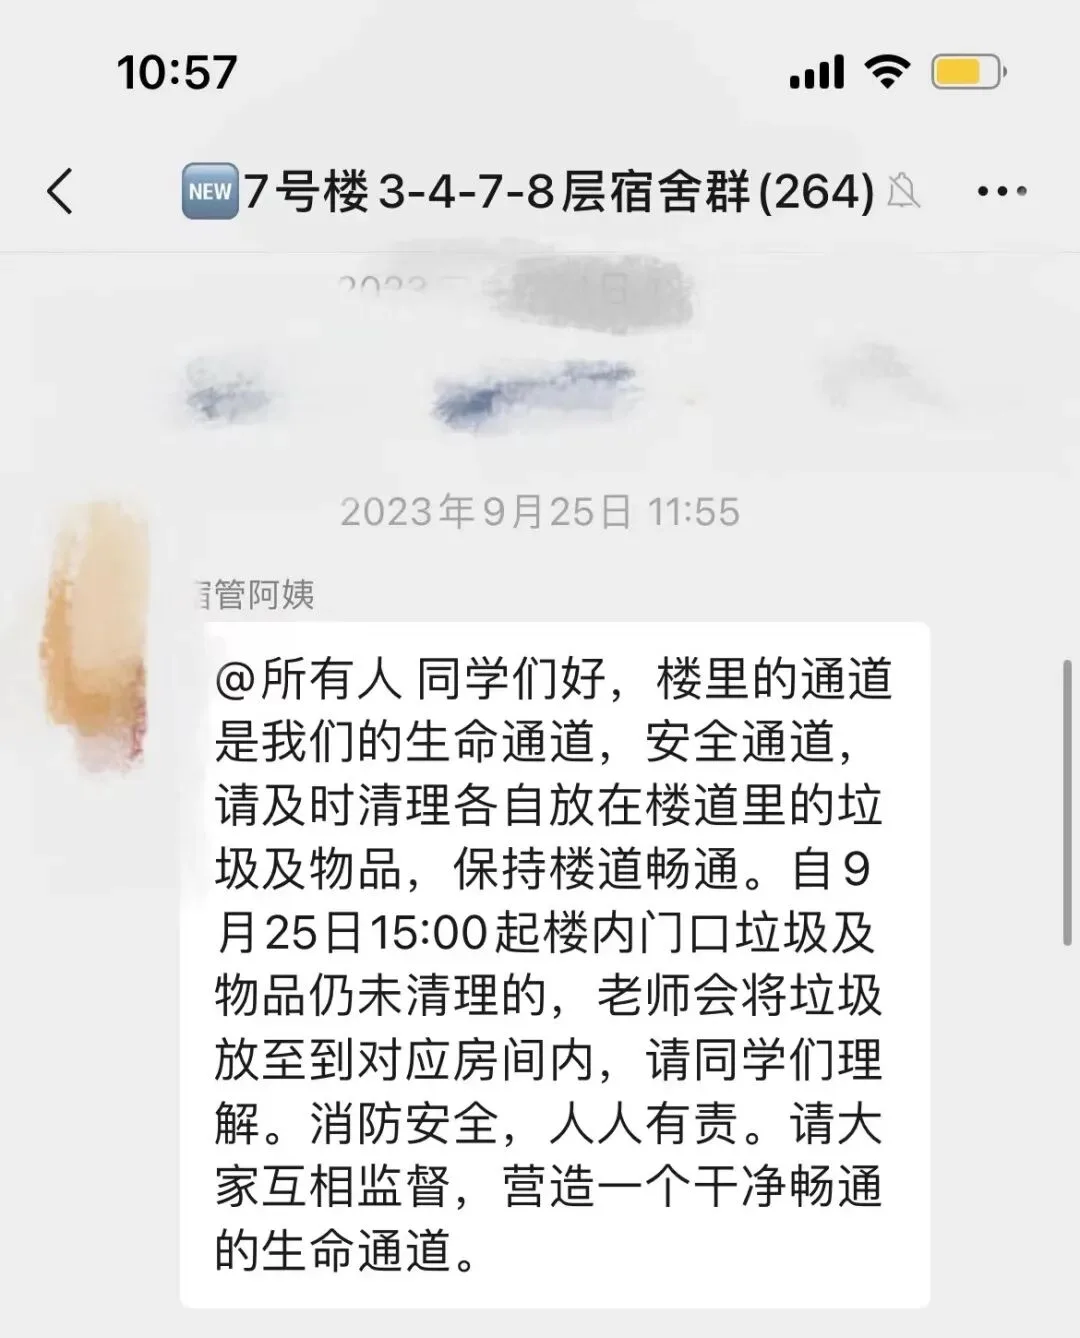 10:57
NEW 7号楼3-4-7-8层宿舍群(264)
2023
2023年9月25日 11:55
管阿姨
@所有人 同学们好，楼里的通道
是我们的生命通道，安全通道，
请及时清理各自放在楼道里的垃
圾及物品，保持楼道畅通。自9
月25日15:00起楼内门口垃圾及
物品仍未清理的，老师会将垃圾
放至到对应房间内，请同学们理
解。消防安全，人人有责。请大
家互相监督，营造一个干净畅通
的生命通道。